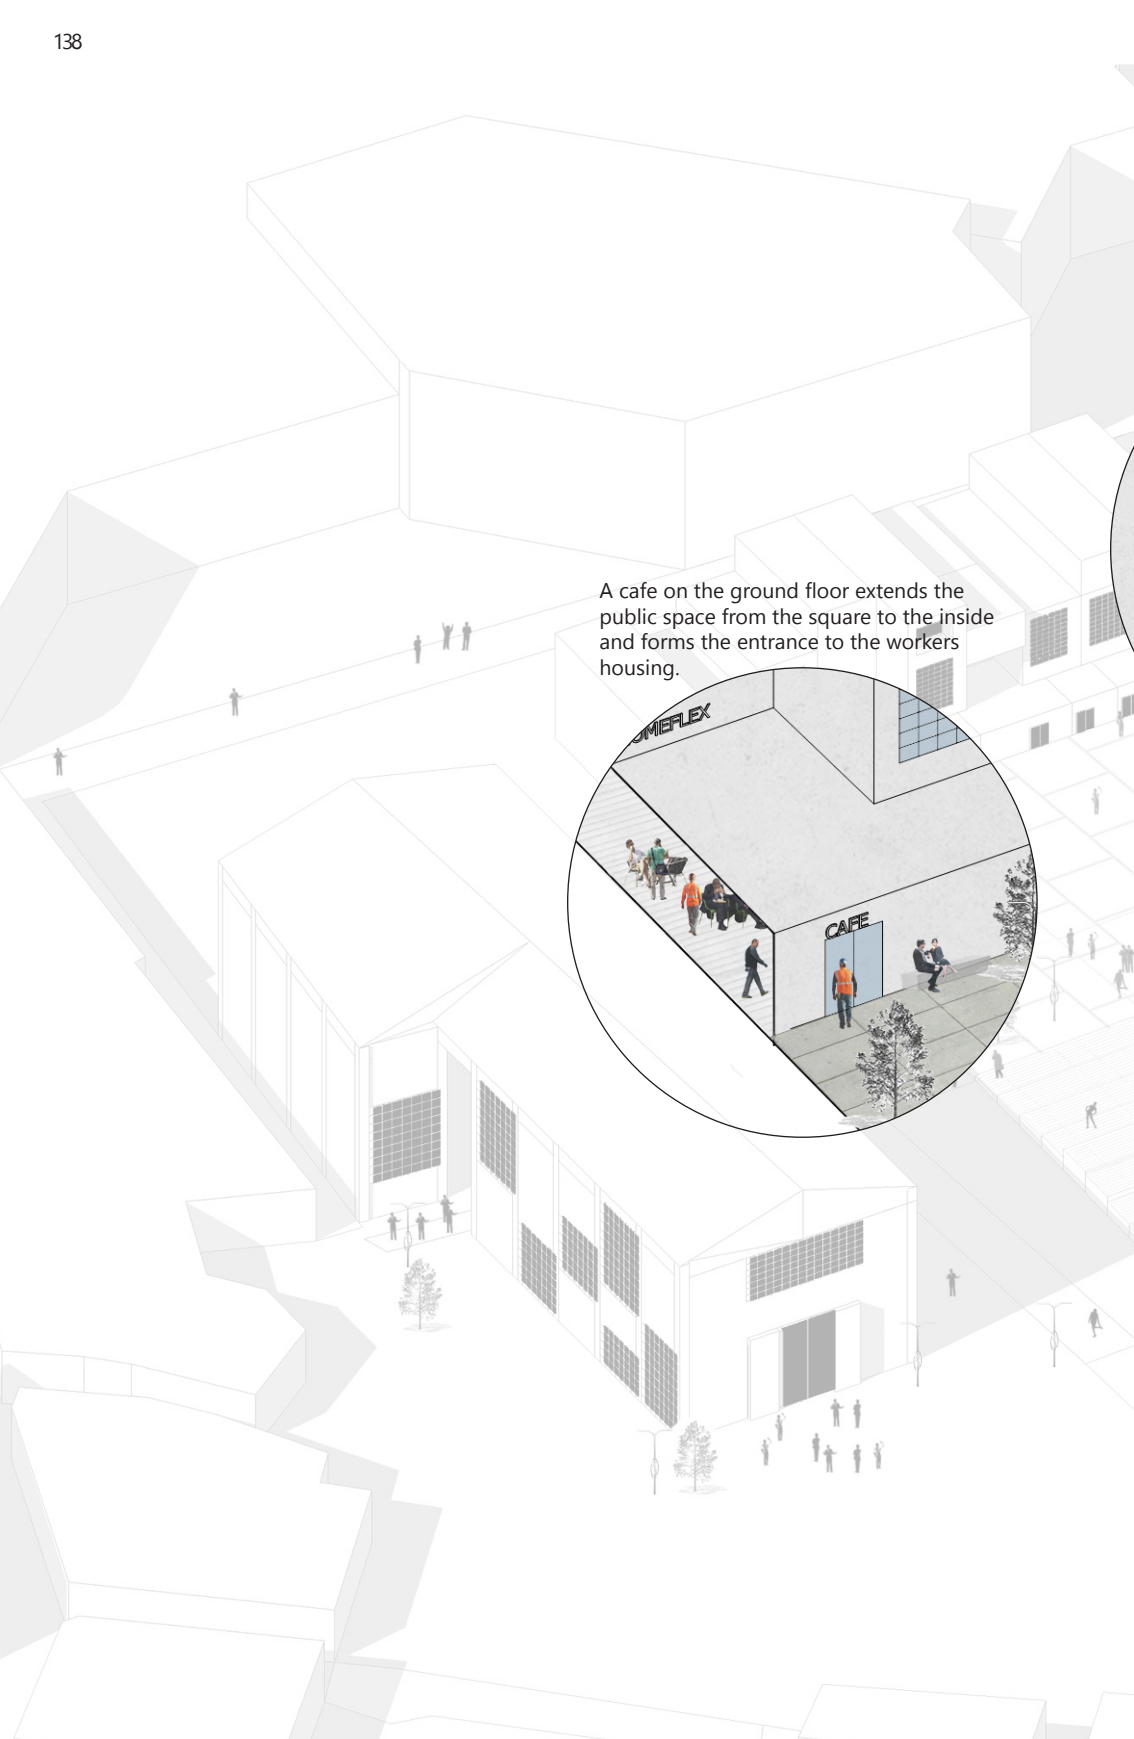 138
A cafe on the ground floor extends the
public space from the square to the inside
and forms the entrance to the workers
housing.
OMEFLEX
CAFE